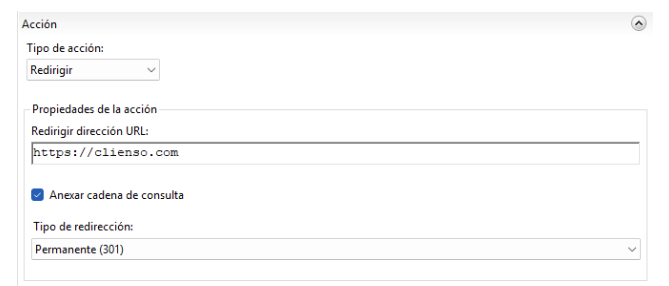 Acción
Tipo de acción:
Redirigir
Propiedades de la acción
Redirigir dirección URL:
https://clienso.com
Anexar cadena de consulta
Tipo de redirección:
Permanente (301)